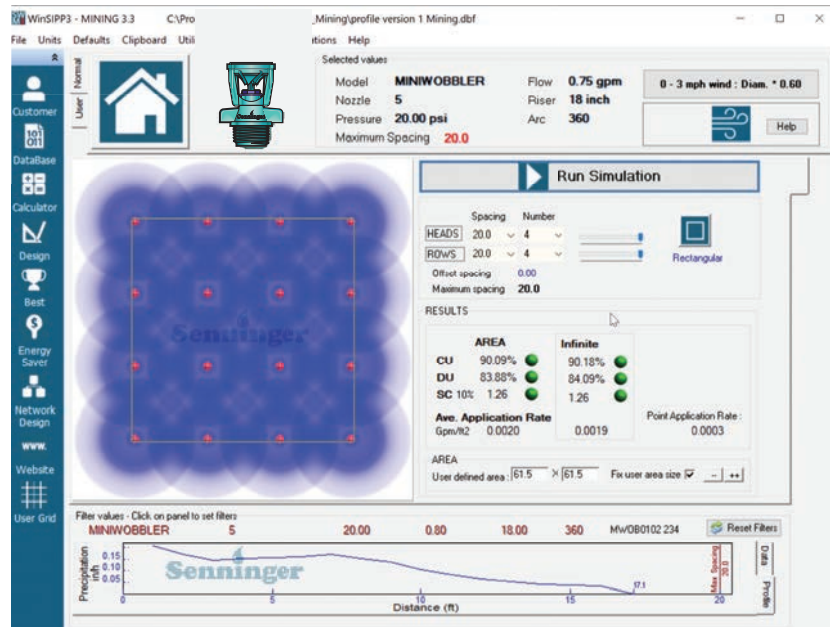 WinSIPP3 - MINING 3.3 C:\Pro _Mining\profile version 1 Mining.dbf
File Units Defaults Clipboard Utili tions Help
Normal
User
Selected values
Model MINIWOBBLER Flow 0.75 gpm
Nozzle 5 Riser 18 inch
Pressure 20.00 psi Arc 360
Maximum Spacing 20.0
0 - 3 mph wind : Diam. * 0.60
Help
Customer
DataBase
Calculator
Design
Best
Energy
Saver
Network
Design
www.
Website
User Grid
Senninger
Run Simulation
Spacing Number
HEADS 20.0 4
ROWS 20.0 4
Offset spacing 0.00
Maximum spacing 20.0
Rectangular
RESULTS
AREA Infinite
CU 90.09% 90.18%
DU 83.88% 84.09%
SC 10% 1.26 1.26
Ave. Application Rate Point Application Rate :
Gpm/ft2 0.0020 0.0019 0.0003
AREA
User defined area : 61.5 X 61.5 Fix user area size - ++
Filter values - Click on panel to set filters
MINIWOBBLER 5 20.00 0.80 18.00 360 MWOB0102 234 Reset Filters
Precipitation
in/h
0.15
0.10
0.05
Senninger
17.1
Max Spacing
20.0
0 5 10 15 20
Distance (ft)
Data
Profile